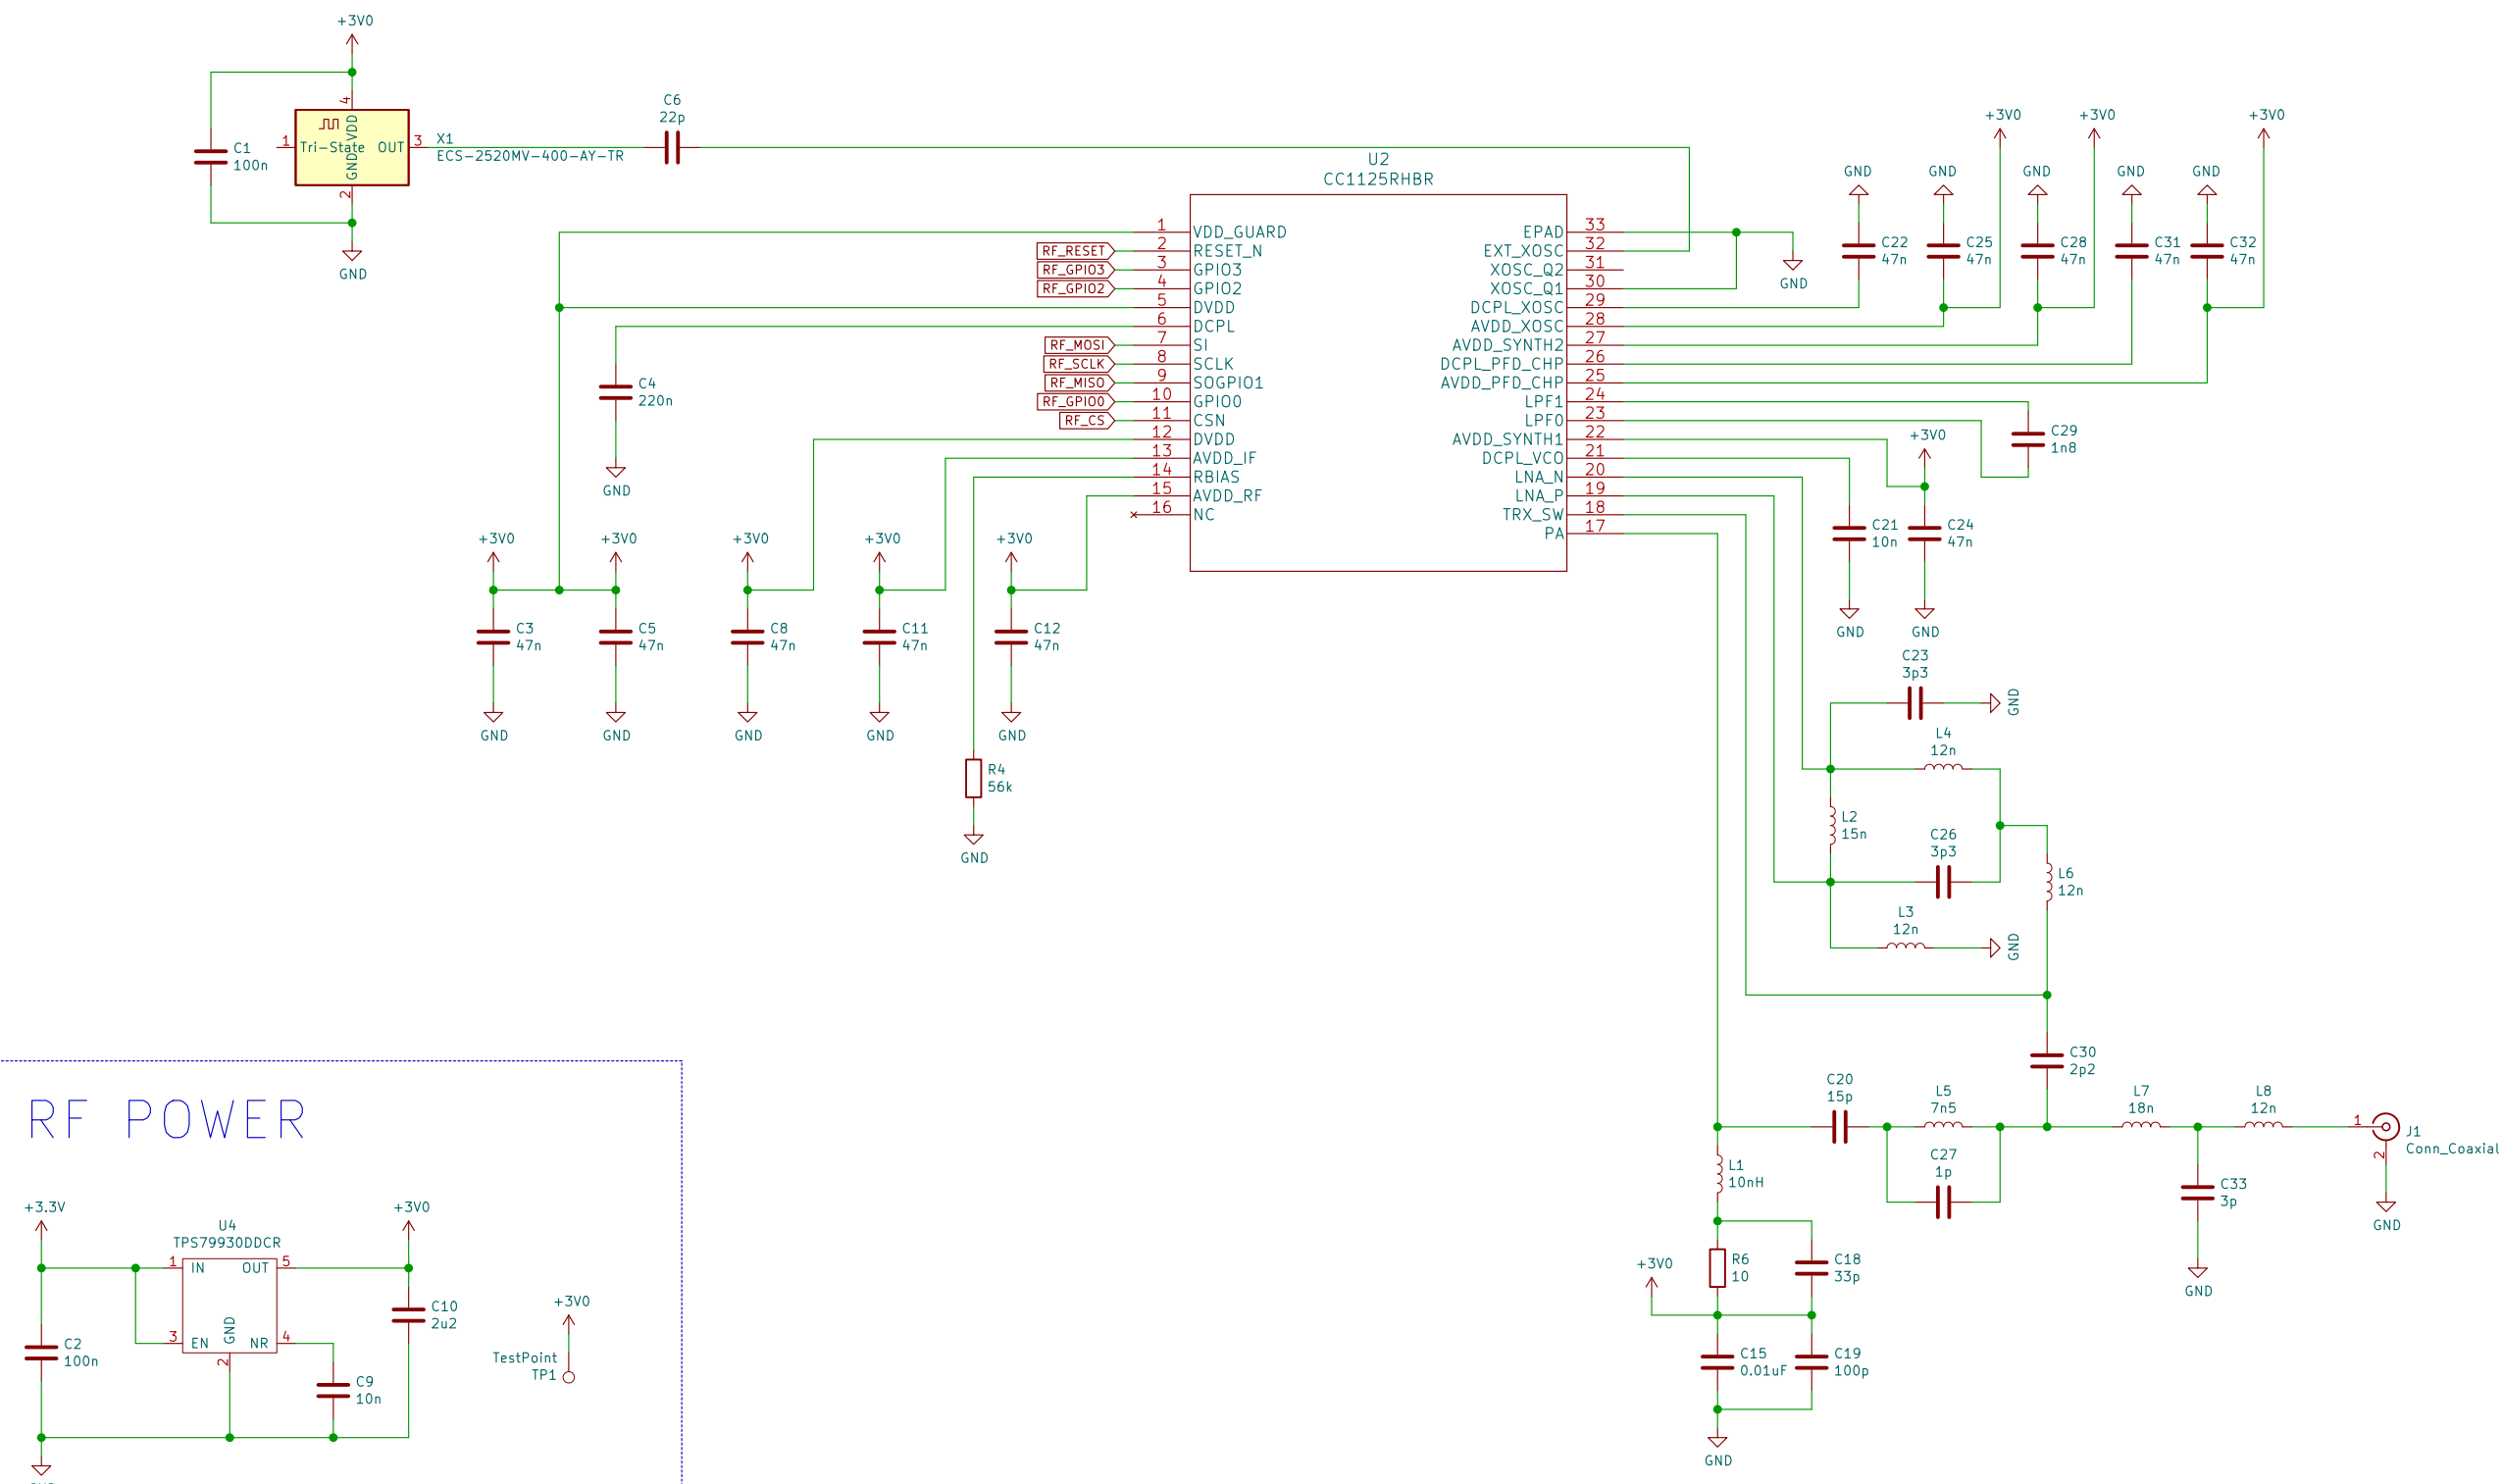 +3V0
C1
100n
4
VDD
1
Tri-State
OUT
3
GND
2
X1
ECS-2520MV-400-AY-TR
GND
C6
22p
U2
CC1125RHBR
1
VDD_GUARD
RF_RESET
2
RESET_N
RF_GPIO3
3
GPIO3
RF_GPIO2
4
GPIO2
5
DVDD
6
DCPL
RF_MOSI
7
SI
RF_SCLK
8
SCLK
RF_MISO
9
SOGPIO1
RF_GPIO0
10
GPIO0
RF_CS
11
CSN
12
DVDD
13
AVDD_IF
14
RBIAS
15
AVDD_RF
16
NC
EPAD
33
EXT_XOSC
32
XOSC_Q2
31
XOSC_Q1
30
DCPL_XOSC
29
AVDD_XOSC
28
AVDD_SYNTH2
27
DCPL_PFD_CHP
26
AVDD_PFD_CHP
25
LPF1
24
LPF0
23
AVDD_SYNTH1
22
DCPL_VCO
21
LNA_N
20
LNA_P
19
TRX_SW
18
PA
17
GND
+3V0
+3V0
+3V0
GND
GND
GND
GND
GND
C22
47n
C25
47n
C28
47n
C31
47n
C32
47n
C29
1n8
+3V0
C21
10n
C24
47n
GND
GND
C4
220n
GND
+3V0
+3V0
+3V0
+3V0
+3V0
C3
47n
C5
47n
C8
47n
C11
47n
C12
47n
GND
GND
GND
GND
GND
R4
56k
GND
C23
3p3
GND
L4
12n
L2
15n
C26
3p3
L6
12n
L3
12n
GND
C30
2p2
C20
15p
L5
7n5
L7
18n
L8
12n
1
2
J1
Conn_Coaxial
GND
C27
1p
C33
3p
GND
L1
10nH
R6
10
C18
33p
+3V0
C15
0.01uF
C19
100p
GND
RF POWER
+3.3V
U4
TPS79930DDCR
+3V0
1
IN
OUT
5
3
EN
GND
NR
4
2
C2
100n
C10
2u2
C9
10n
+3V0
TestPoint
TP1